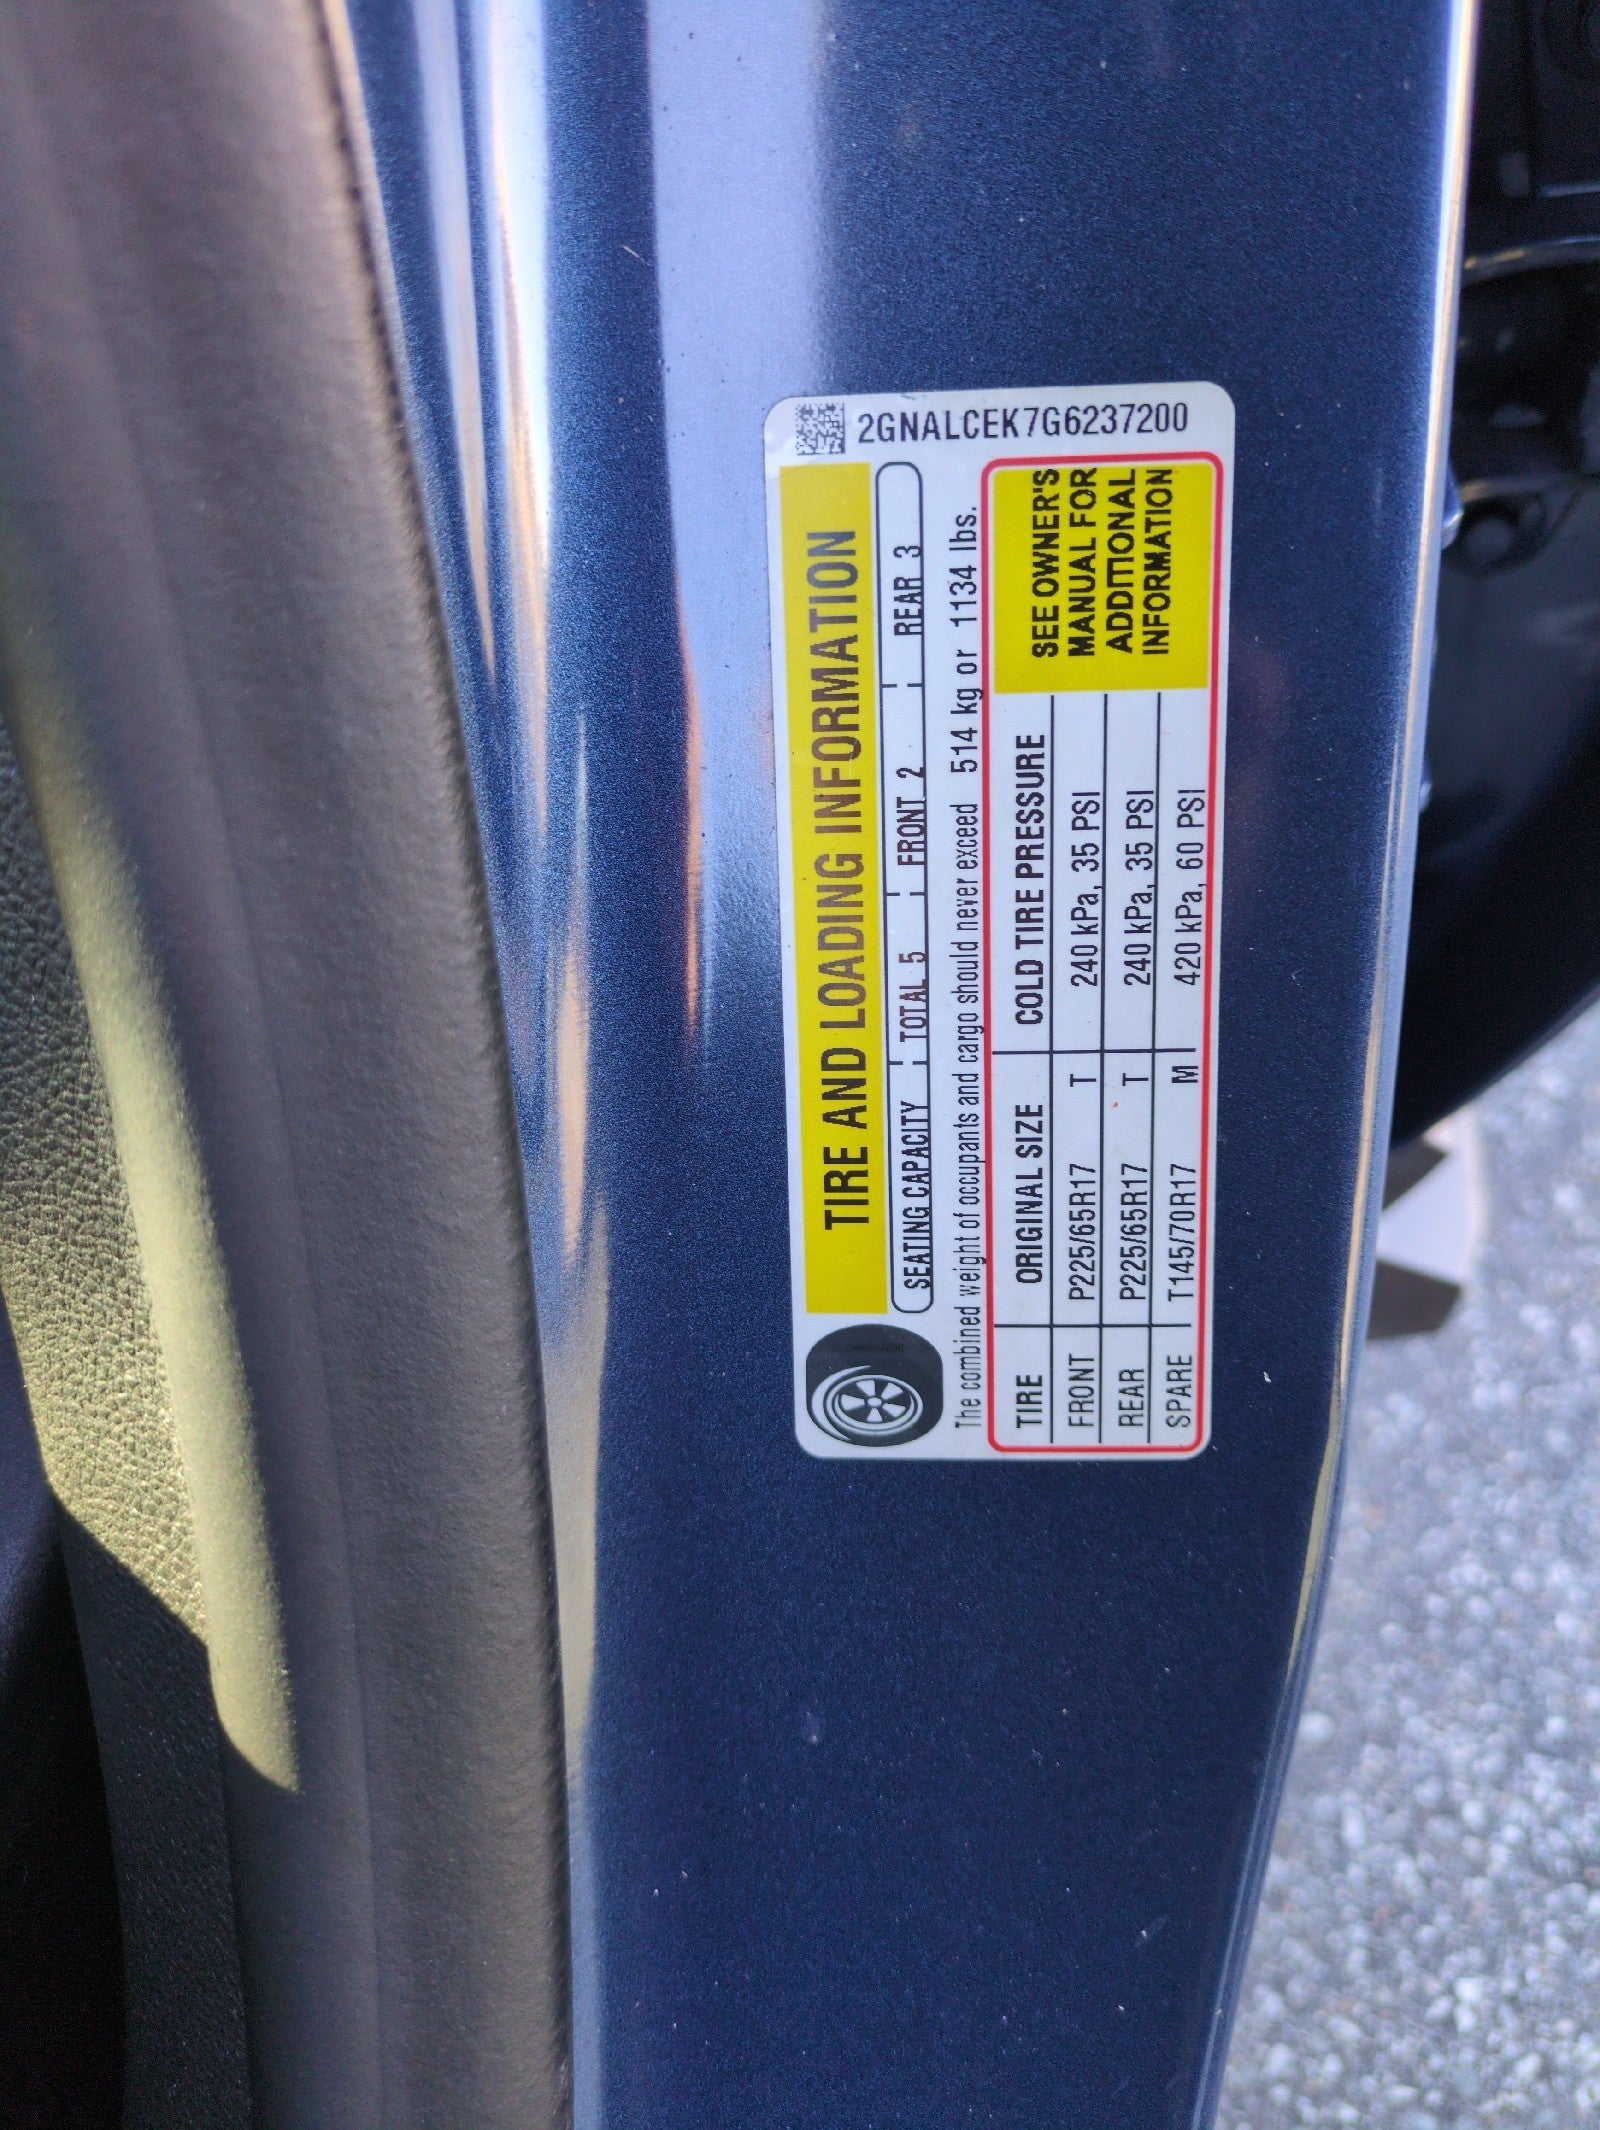 2GNALCEK7G6237200
TIRE AND LOADING INFORMATION
SEATING CAPACITY TOTAL 5 FRONT 2 REAR 3
The combined weight of occupants and cargo should never exceed 514 kg or 1134 lbs.
TIRE ORIGINAL SIZE COLD TIRE PRESSURE
FRONT P225/65R17 T 240 kPa, 35 PSI
REAR P225/65R17 T 240 kPa, 35 PSI
SPARE T145/70R17 M 420 kPa, 60 PSI
SEE OWNER'S
MANUAL FOR
ADDITIONAL
INFORMATION